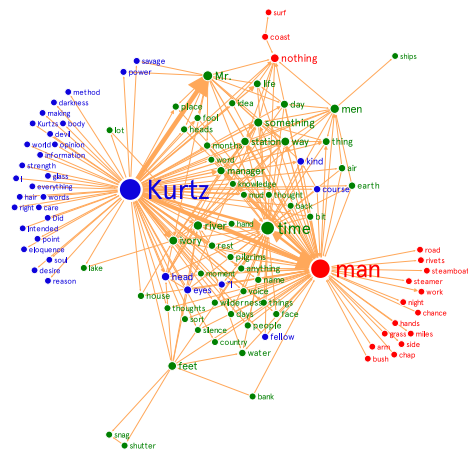 surf
coast
nothing
ships
savage
power
Mr.
life
method
darkness
making
Kurtzs body
devil
world opinion
information
strength glass
I
everything
hair words
right care
Did
Intended
point
eloquence
soul
desire
reason
place
idea
day
men
fool
something
lot
heads
months
station way
thing
word
kind
manager
air
Kurtz
knowledge
course
earth
mud thought
back
bit
river
hand
time
ivory
rest
pilgrims
lake
moment
anything
man
head
name
eyes
"I
voice
house
wilderness
things
thoughts
days
face
sort
people
silence
fellow
country
water
feet
bank
snag
shutter
road
rivets
steamboat
steamer
work
night
chance
hands
grass miles
side
arm
chap
bush